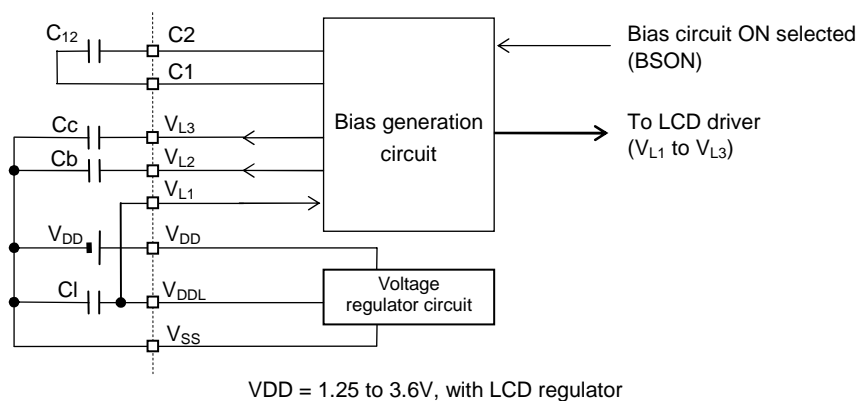 C12
C2
C1
Bias circuit ON selected
(BSON)
Cc
VL3
Bias generation
circuit
To LCD driver
(VL1 to VL3)
Cb
VL2
VL1
VDD
VDD
Voltage
regulator circuit
Cl
VDDL
VSS
VDD = 1.25 to 3.6V, with LCD regulator